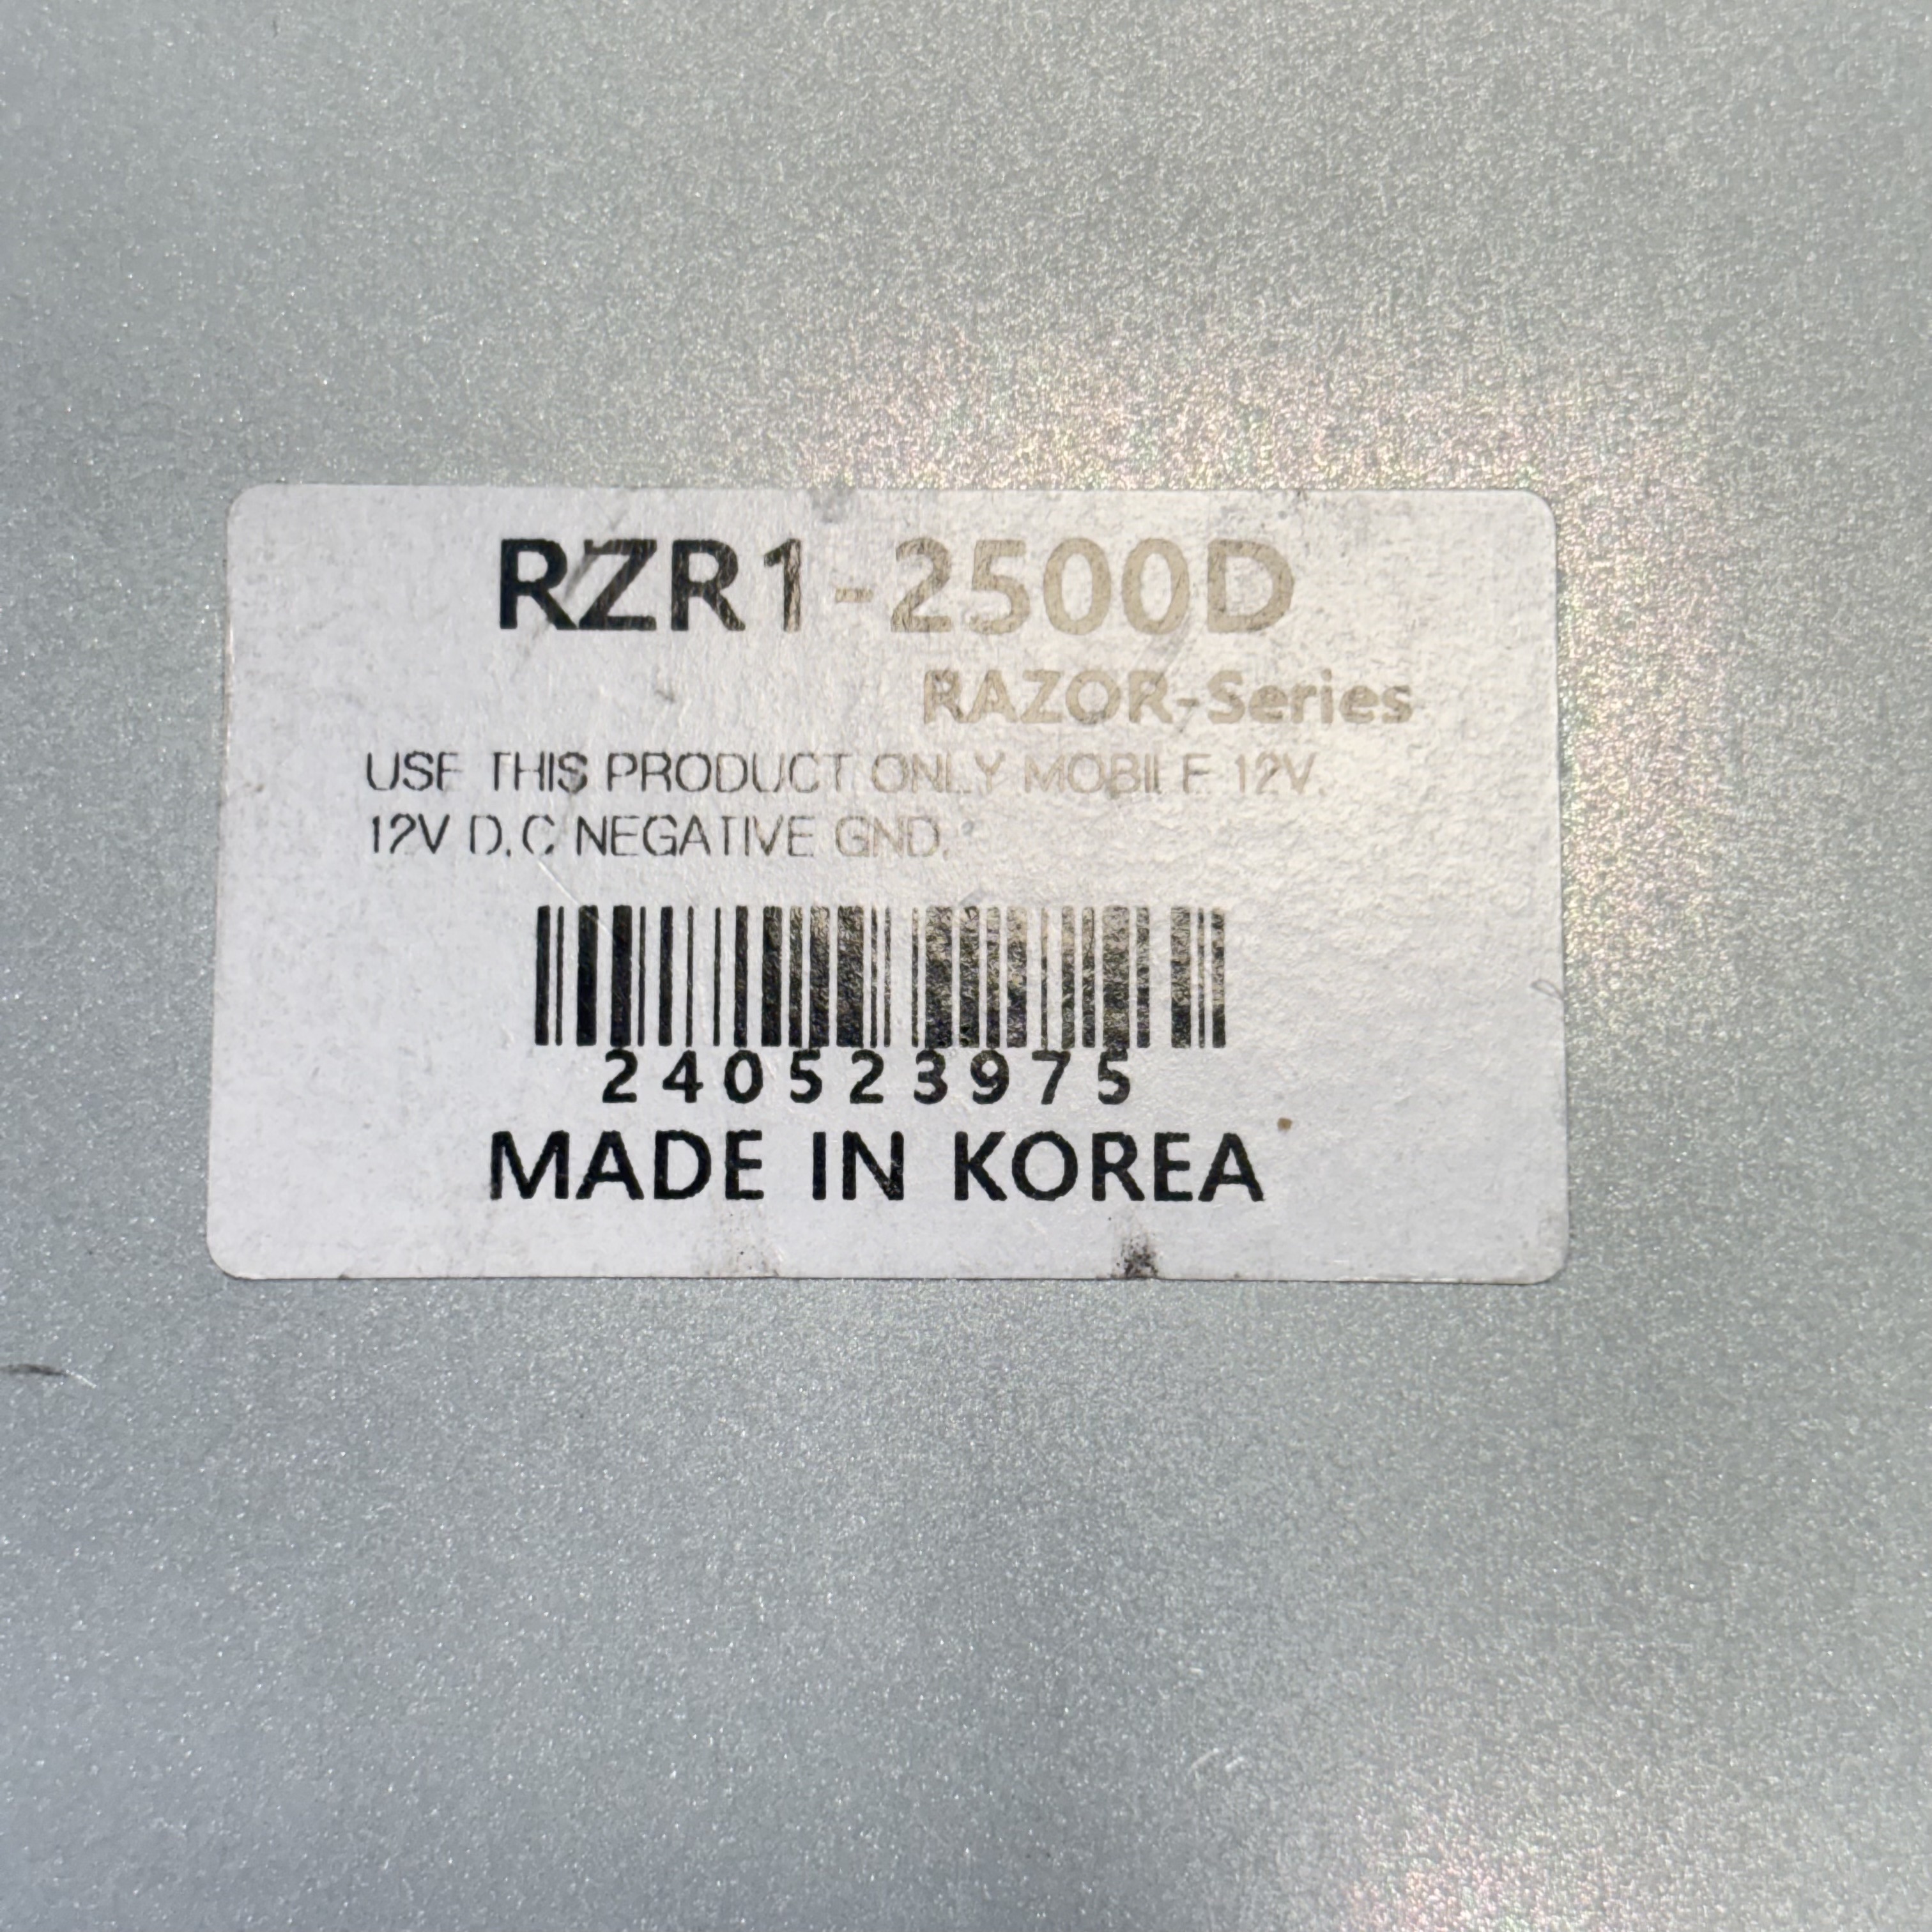 RZR1-2500D
RAZOR-Series
USE THIS PRODUCT ONLY MOBILE 12V.
12V D.C NEGATIVE GND.
240523975
MADE IN KOREA